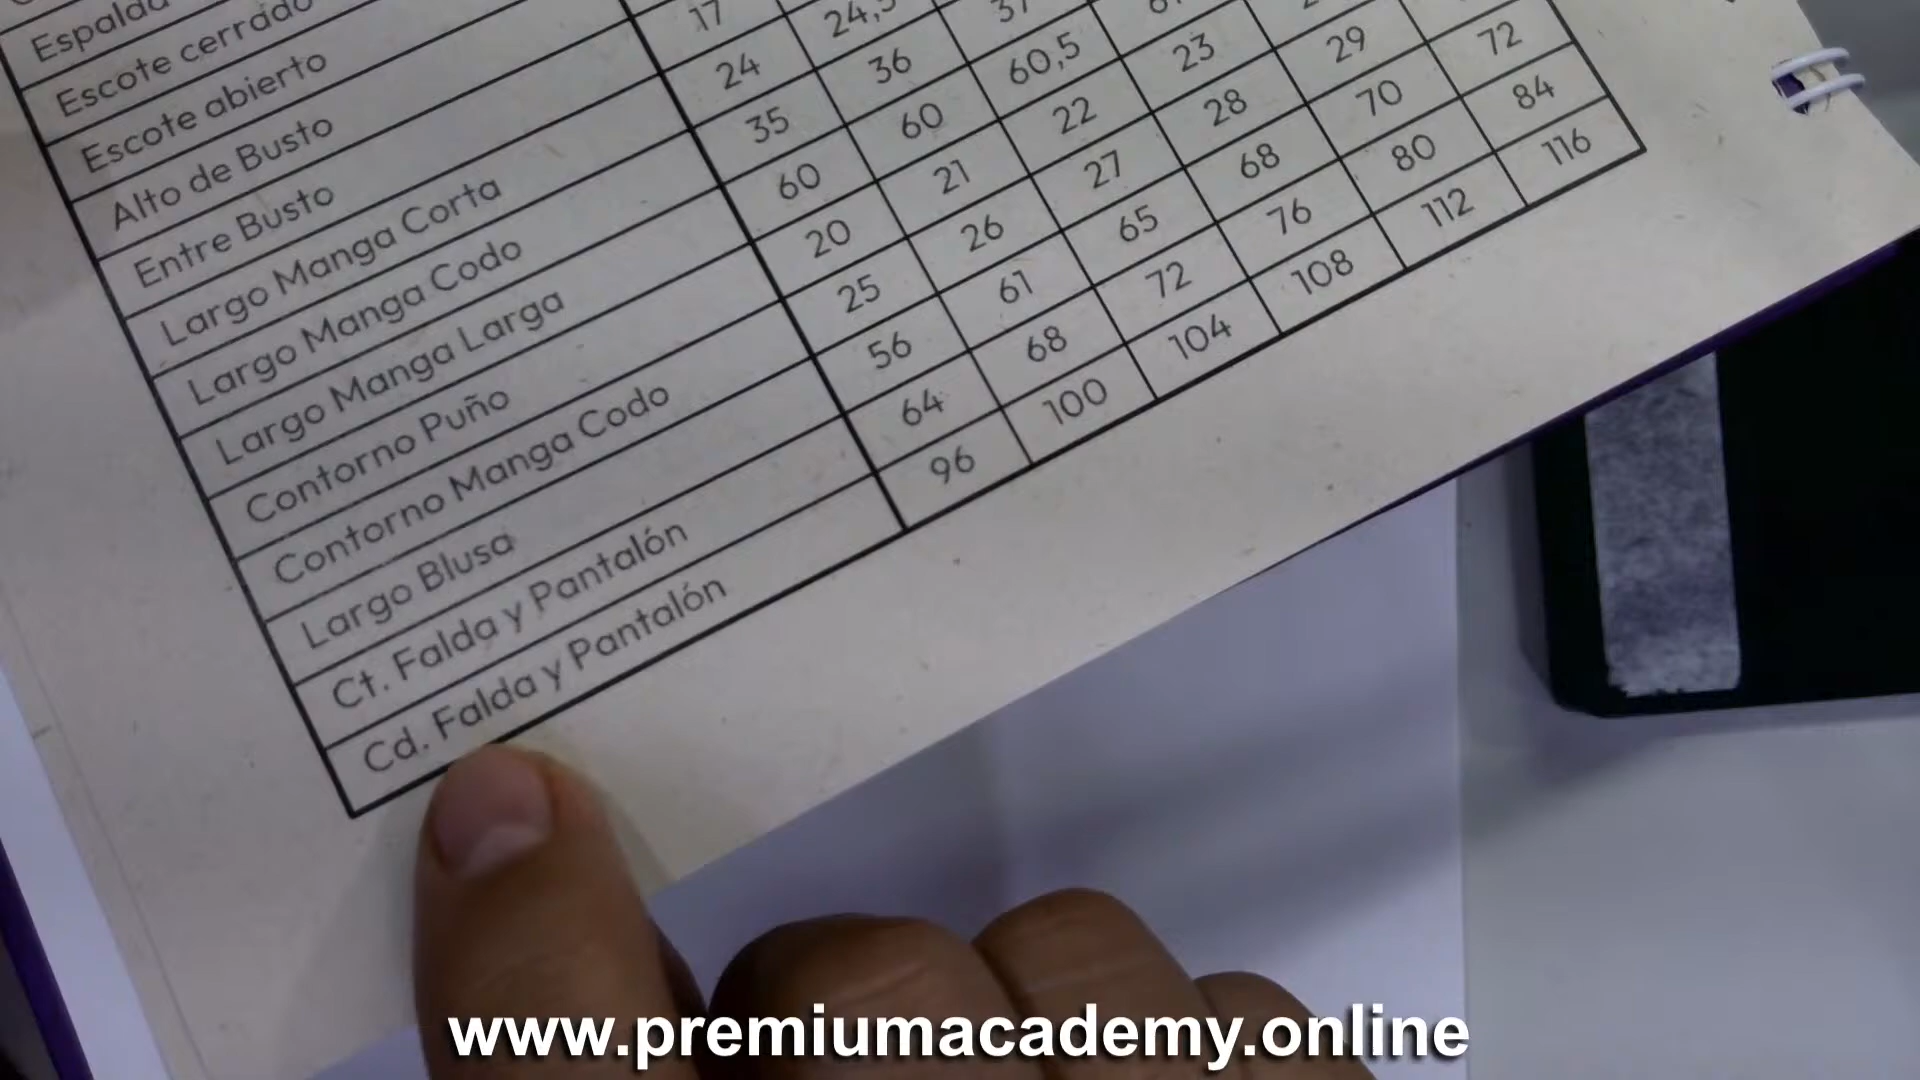 Espalda
Escote cerrado
Escote abierto
Alto de Busto
Entre Busto 17
Largo Manga Corta 24 24,5
Largo Manga Codo 35 36 37
Largo Manga Larga 60 60 60,5
Contorno Puño 20 21 22 23
Contorno Manga Codo 25 26 27 28 29
Largo Blusa 56 61 65 68 70 72
Ct. Falda y Pantalón 64 68 72 76 80 84
Cd. Falda y Pantalón 96 100 104 108 112 116
www.premiumacademy.online